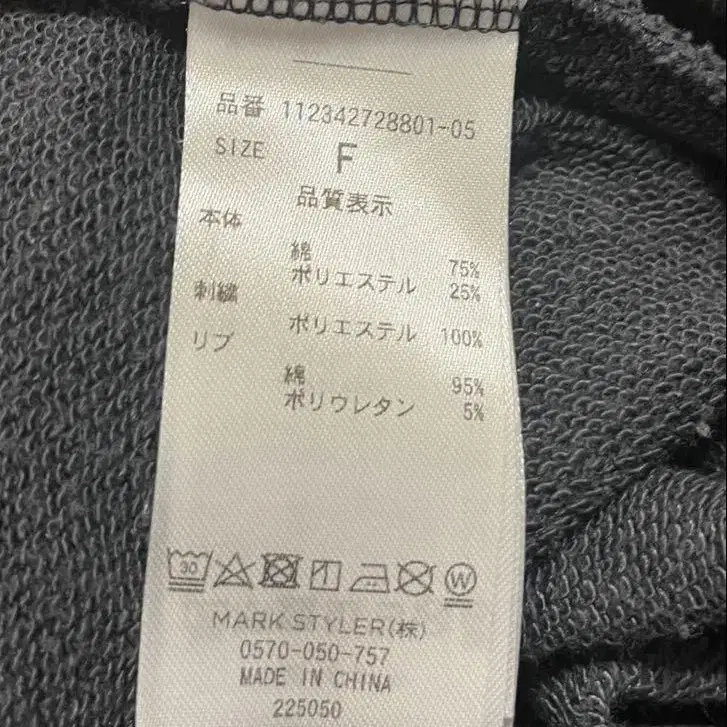 品番 112342728801-05
SIZE F
品質表示
本体
綿 75%
ポリエステル 25%
刺繍
ポリエステル 100%
リブ
綿 95%
ポリウレタン 5%
30
W
MARK STYLER(株)
0570-050-757
MADE IN CHINA
225050